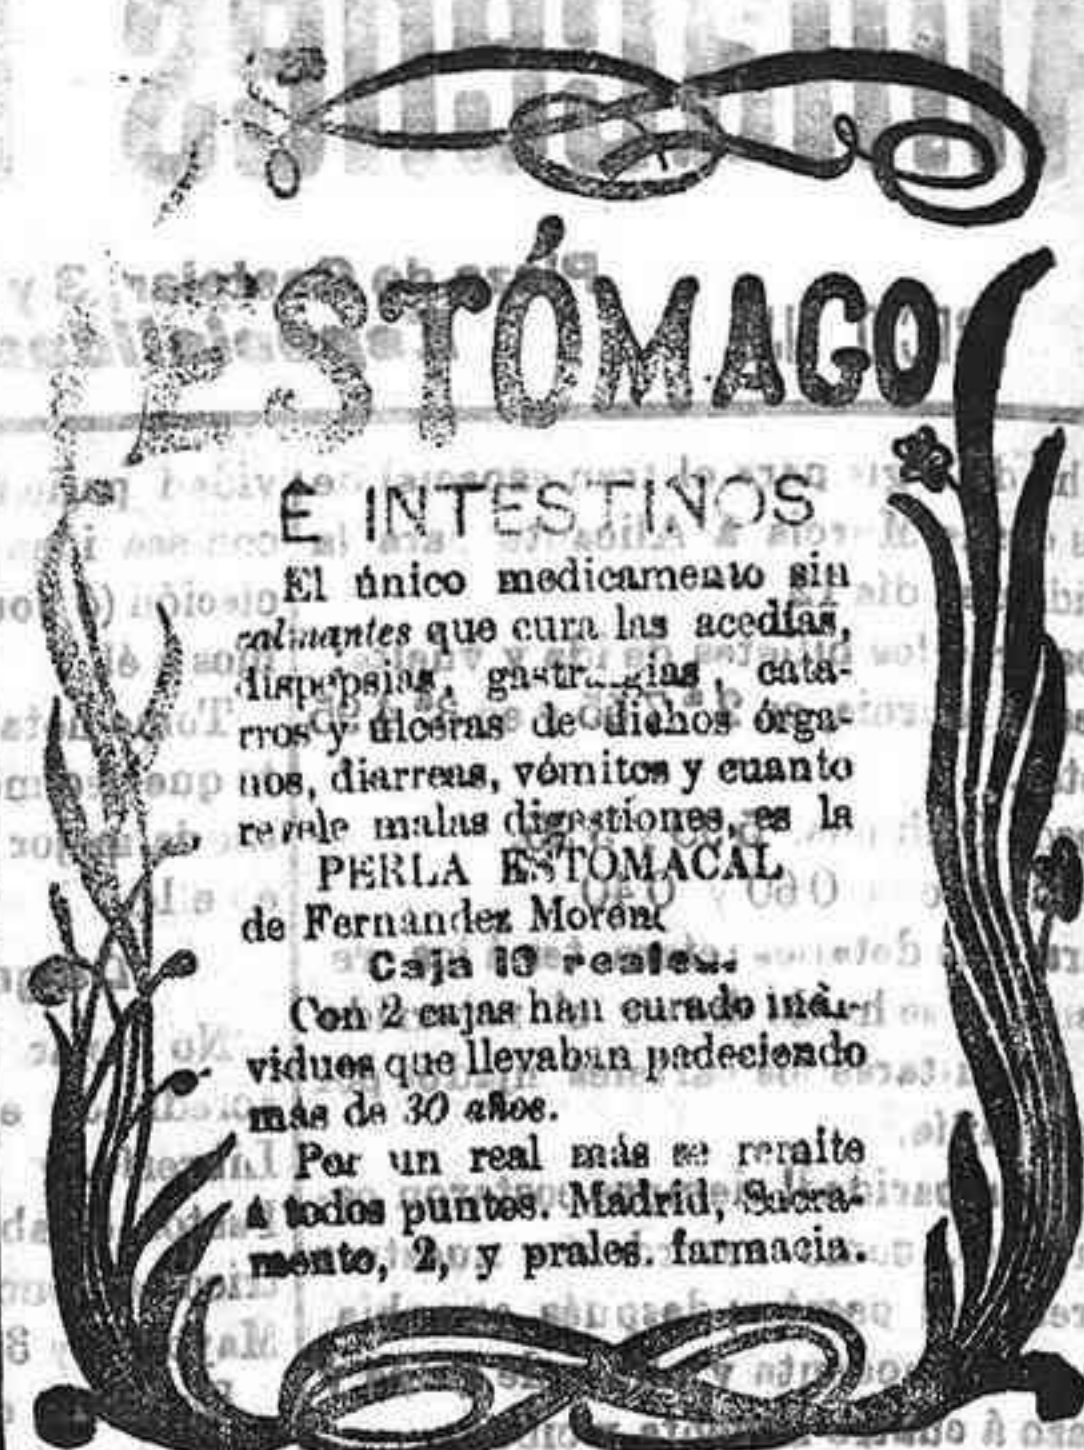 ESTÓMAGO
É INTESTINOS
El único medicamento sin
calmantes que cura las acedías,
dispepsias, gastralgias, cata-
rros y úlceras de dichos órga-
nos, diarreas, vómitos y cuanto
revele malas digestiones, es la
PERLA ESTOMACAL
de Fernández Moreno
Caja 13 reales.
Con 2 cajas han curado indi-
viduos que llevaban padeciendo
más de 30 años.
Por un real más se remite
á todos puntos. Madrid, Sacra-
mento, 2, y prales. farmacia.